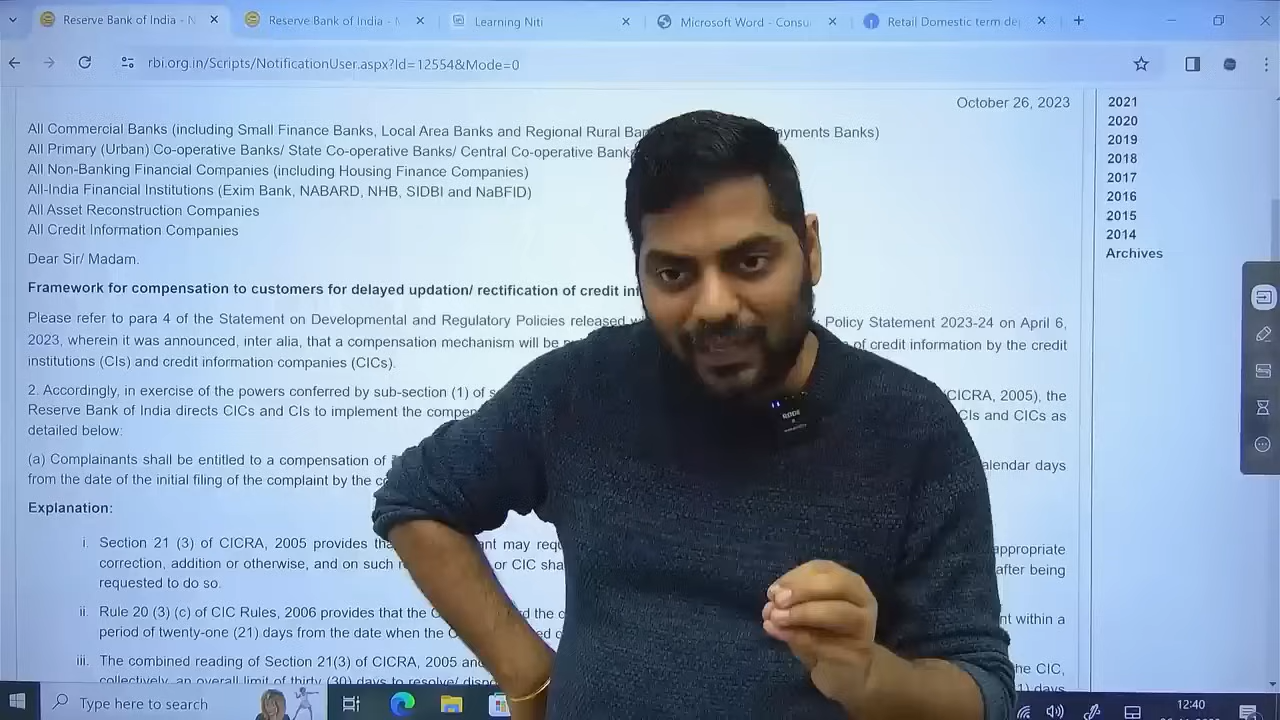 Reserve Bank of India - N
Reserve Bank of India - N
Learning Niti
Microsoft Word - Consu
Retail Domestic term de
rbi.org.in/Scripts/NotificationUser.aspx?Id=12554&Mode=0
October 26, 2023
All Commercial Banks (including Small Finance Banks, Local Area Banks and Regional Rural Ban ayments Banks)
All Primary (Urban) Co-operative Banks/ State Co-operative Banks/ Central Co-operative Bank
All Non-Banking Financial Companies (including Housing Finance Companies)
All-India Financial Institutions (Exim Bank, NABARD, NHB, SIDBI and NaBFID)
All Asset Reconstruction Companies
All Credit Information Companies
Dear Sir/ Madam.
Framework for compensation to customers for delayed updation/ rectification of credit inf
Please refer to para 4 of the Statement on Developmental and Regulatory Policies released Policy Statement 2023-24 on April 6,
2023, wherein it was announced, inter alia, that a compensation mechanism will be of credit information by the credit
institutions (CIs) and credit information companies (CICs).
2. Accordingly, in exercise of the powers conferred by sub-section (1) of CICRA, 2005), the
Reserve Bank of India directs CICs and CIs to implement the compen CIs and CICs as
detailed below:
(a) Complainants shall be entitled to a compensation of alendar days
from the date of the initial filing of the complaint by the
Explanation:
i. Section 21 (3) of CICRA, 2005 provides tha nt may requ appropriate
correction, addition or otherwise, and on such or CIC sha after being
requested to do so.
ii. Rule 20 (3) (c) of CIC Rules, 2006 provides that the rd the nt within a
period of twenty-one (21) days from the date when the
iii. The combined reading of Section 21(3) of CICRA, 2005 and he CIC,
collectively, an overall limit of thirty (30) days to resolve/ 1) days
2021
2020
2019
2018
2017
2016
2015
2014
Archives
RODE
Type here to search
12:40